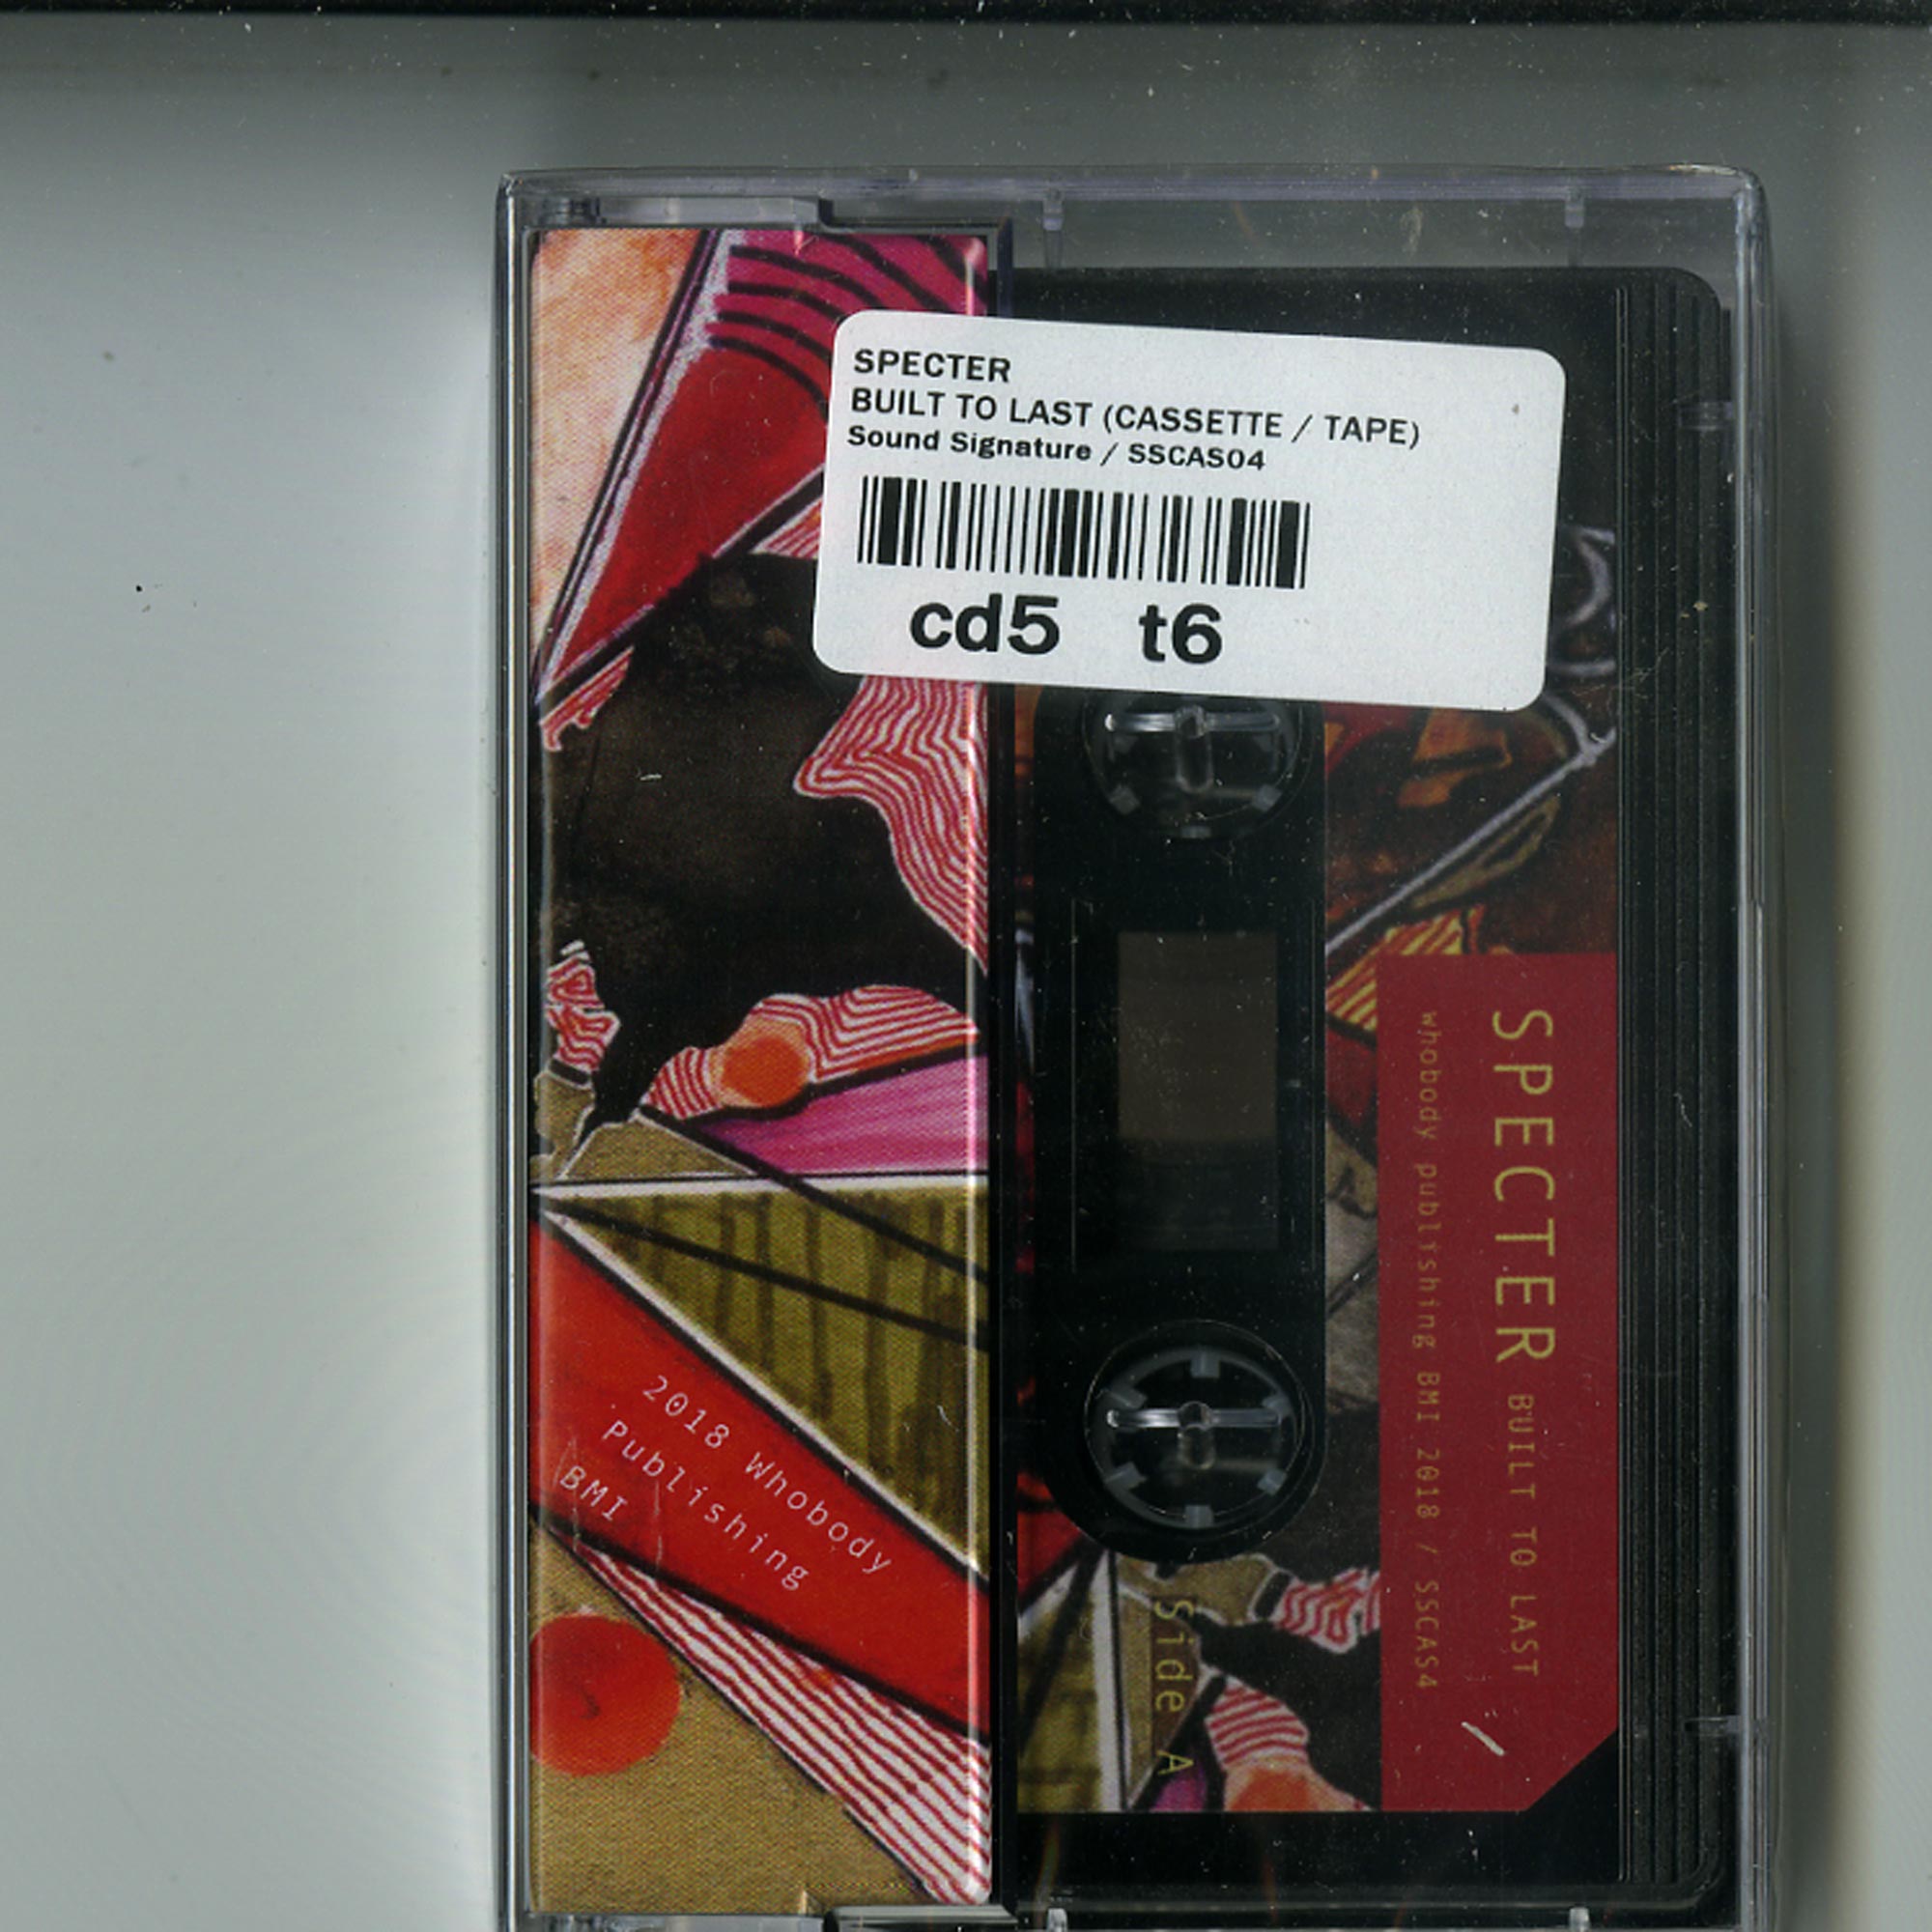 SPECTER
BUILT TO LAST (CASSETTE / TAPE)
Sound Signature / SSCAS04
cd5 t6
SPECTER BUILT TO LAST
whobody publishing BMI 2018 / SSCAS4
Side A
2018 Whobody
Publishing
BMI